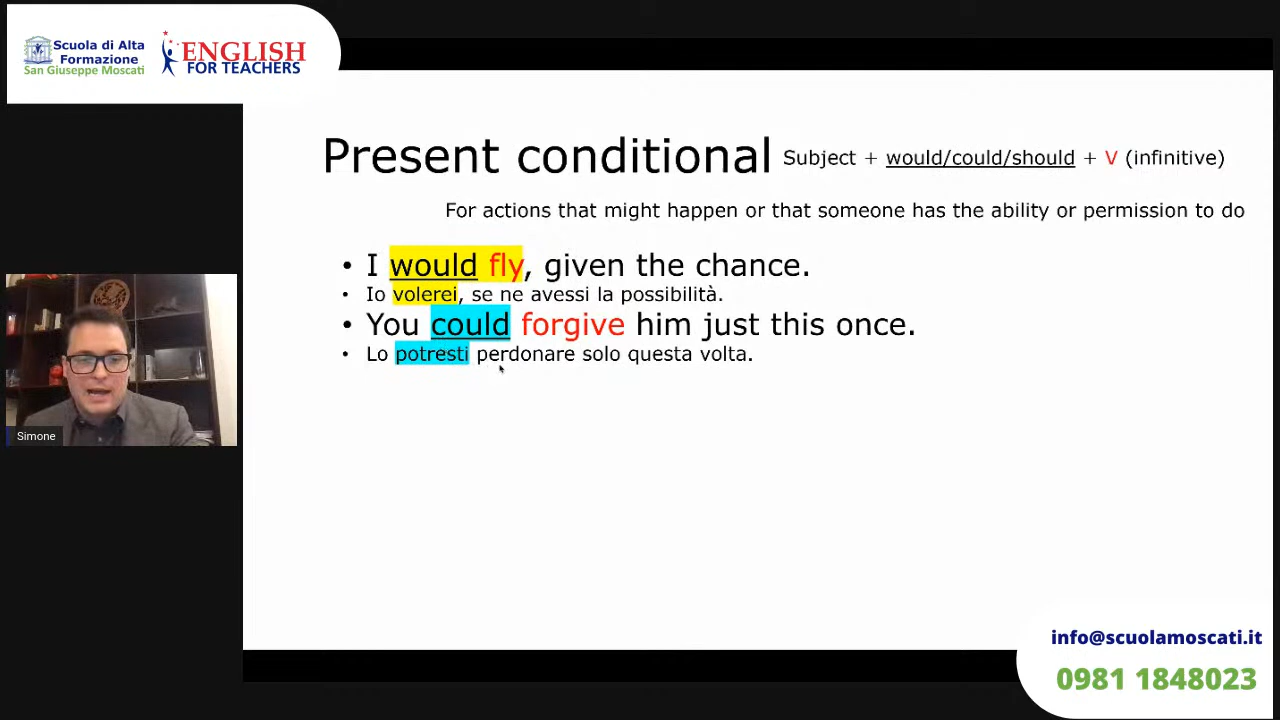 Scuola di Alta
Formazione
San Giuseppe Moscati
ENGLISH
FOR TEACHERS
Present conditional Subject + would/could/should + V (infinitive)
For actions that might happen or that someone has the ability or permission to do
• I would fly, given the chance.
• Io volerei, se ne avessi la possibilità.
• You could forgive him just this once.
• Lo potresti perdonare solo questa volta.
Simone
info@scuolamoscati.it
0981 1848023